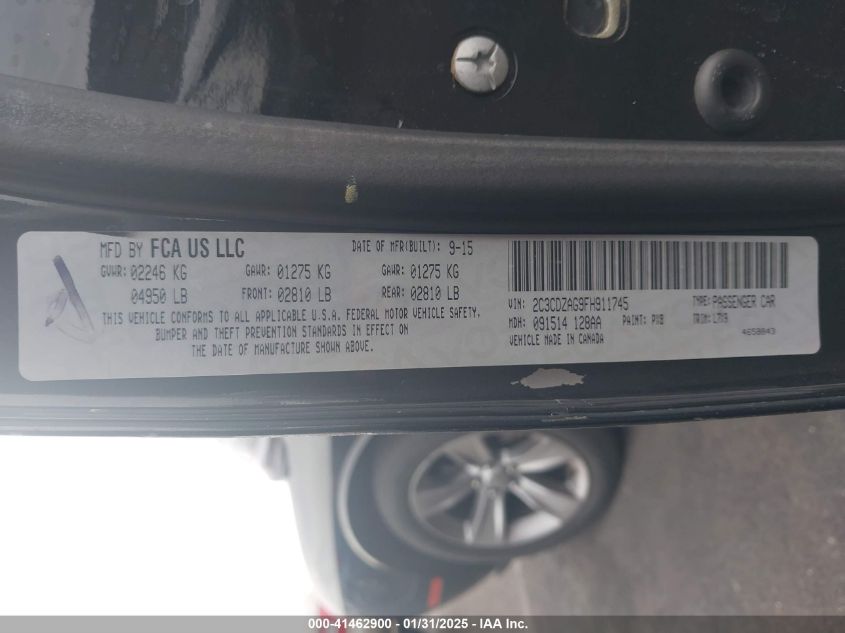 MFD BY FCA US LLC DATE OF MFR(BUILT): 9-15
GVWR: 02246 KG GAWR: 01275 KG GAWR: 01275 KG
04950 LB FRONT: 02810 LB REAR: 02810 LB
THIS VEHICLE CONFORMS TO ALL APPLICABLE U.S.A. FEDERAL MOTOR VEHICLE SAFETY,
BUMPER AND THEFT PREVENTION STANDARDS IN EFFECT ON
THE DATE OF MANUFACTURE SHOWN ABOVE.
VIN: 2C3CDZAG9FH911745 TYPE: PASSENGER CAR
MDH: 091514 128AA PAINT: PX8 TRIM: L7X9
VEHICLE MADE IN CANADA 4658843
000-41462900 - 01/31/2025 - IAA Inc.